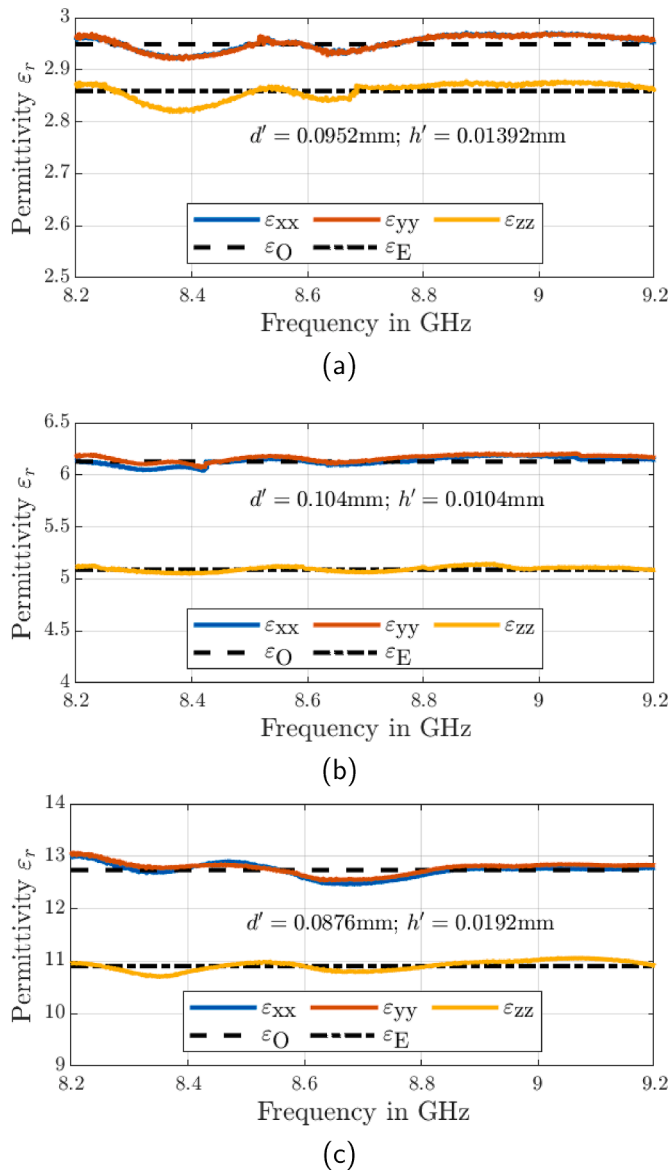 3
2.9
2.8
2.7
2.6
2.5
Permittivity εr
d′ = 0.0952mm; h′ = 0.01392mm
εxx εyy εzz
εO εE
8.2 8.4 8.6 8.8 9 9.2
Frequency in GHz
(a)
6.5
6
5.5
5
4.5
4
Permittivity εr
d′ = 0.104mm; h′ = 0.0104mm
εxx εyy εzz
εO εE
8.2 8.4 8.6 8.8 9 9.2
Frequency in GHz
(b)
14
13
12
11
10
9
Permittivity εr
d′ = 0.0876mm; h′ = 0.0192mm
εxx εyy εzz
εO εE
8.2 8.4 8.6 8.8 9 9.2
Frequency in GHz
(c)